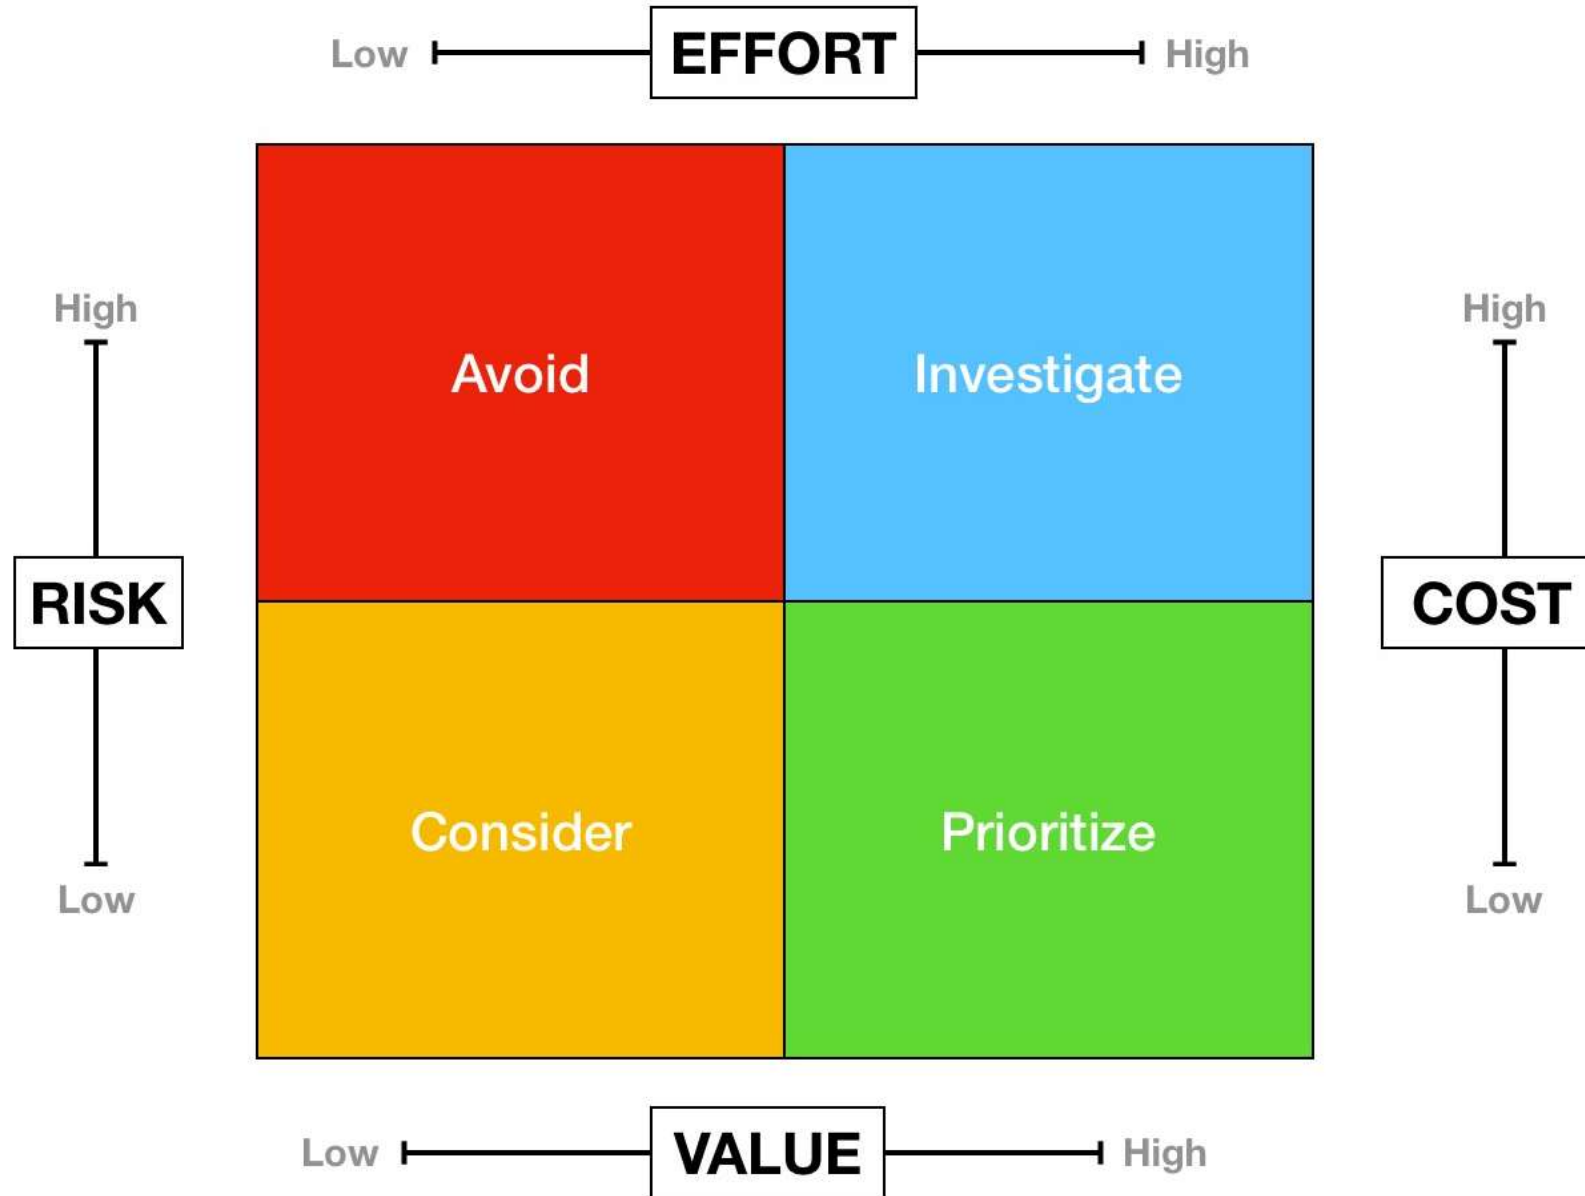 Low EFFORT High
High High
Avoid Investigate
RISK COST
Consider Prioritize
Low Low
Low VALUE High